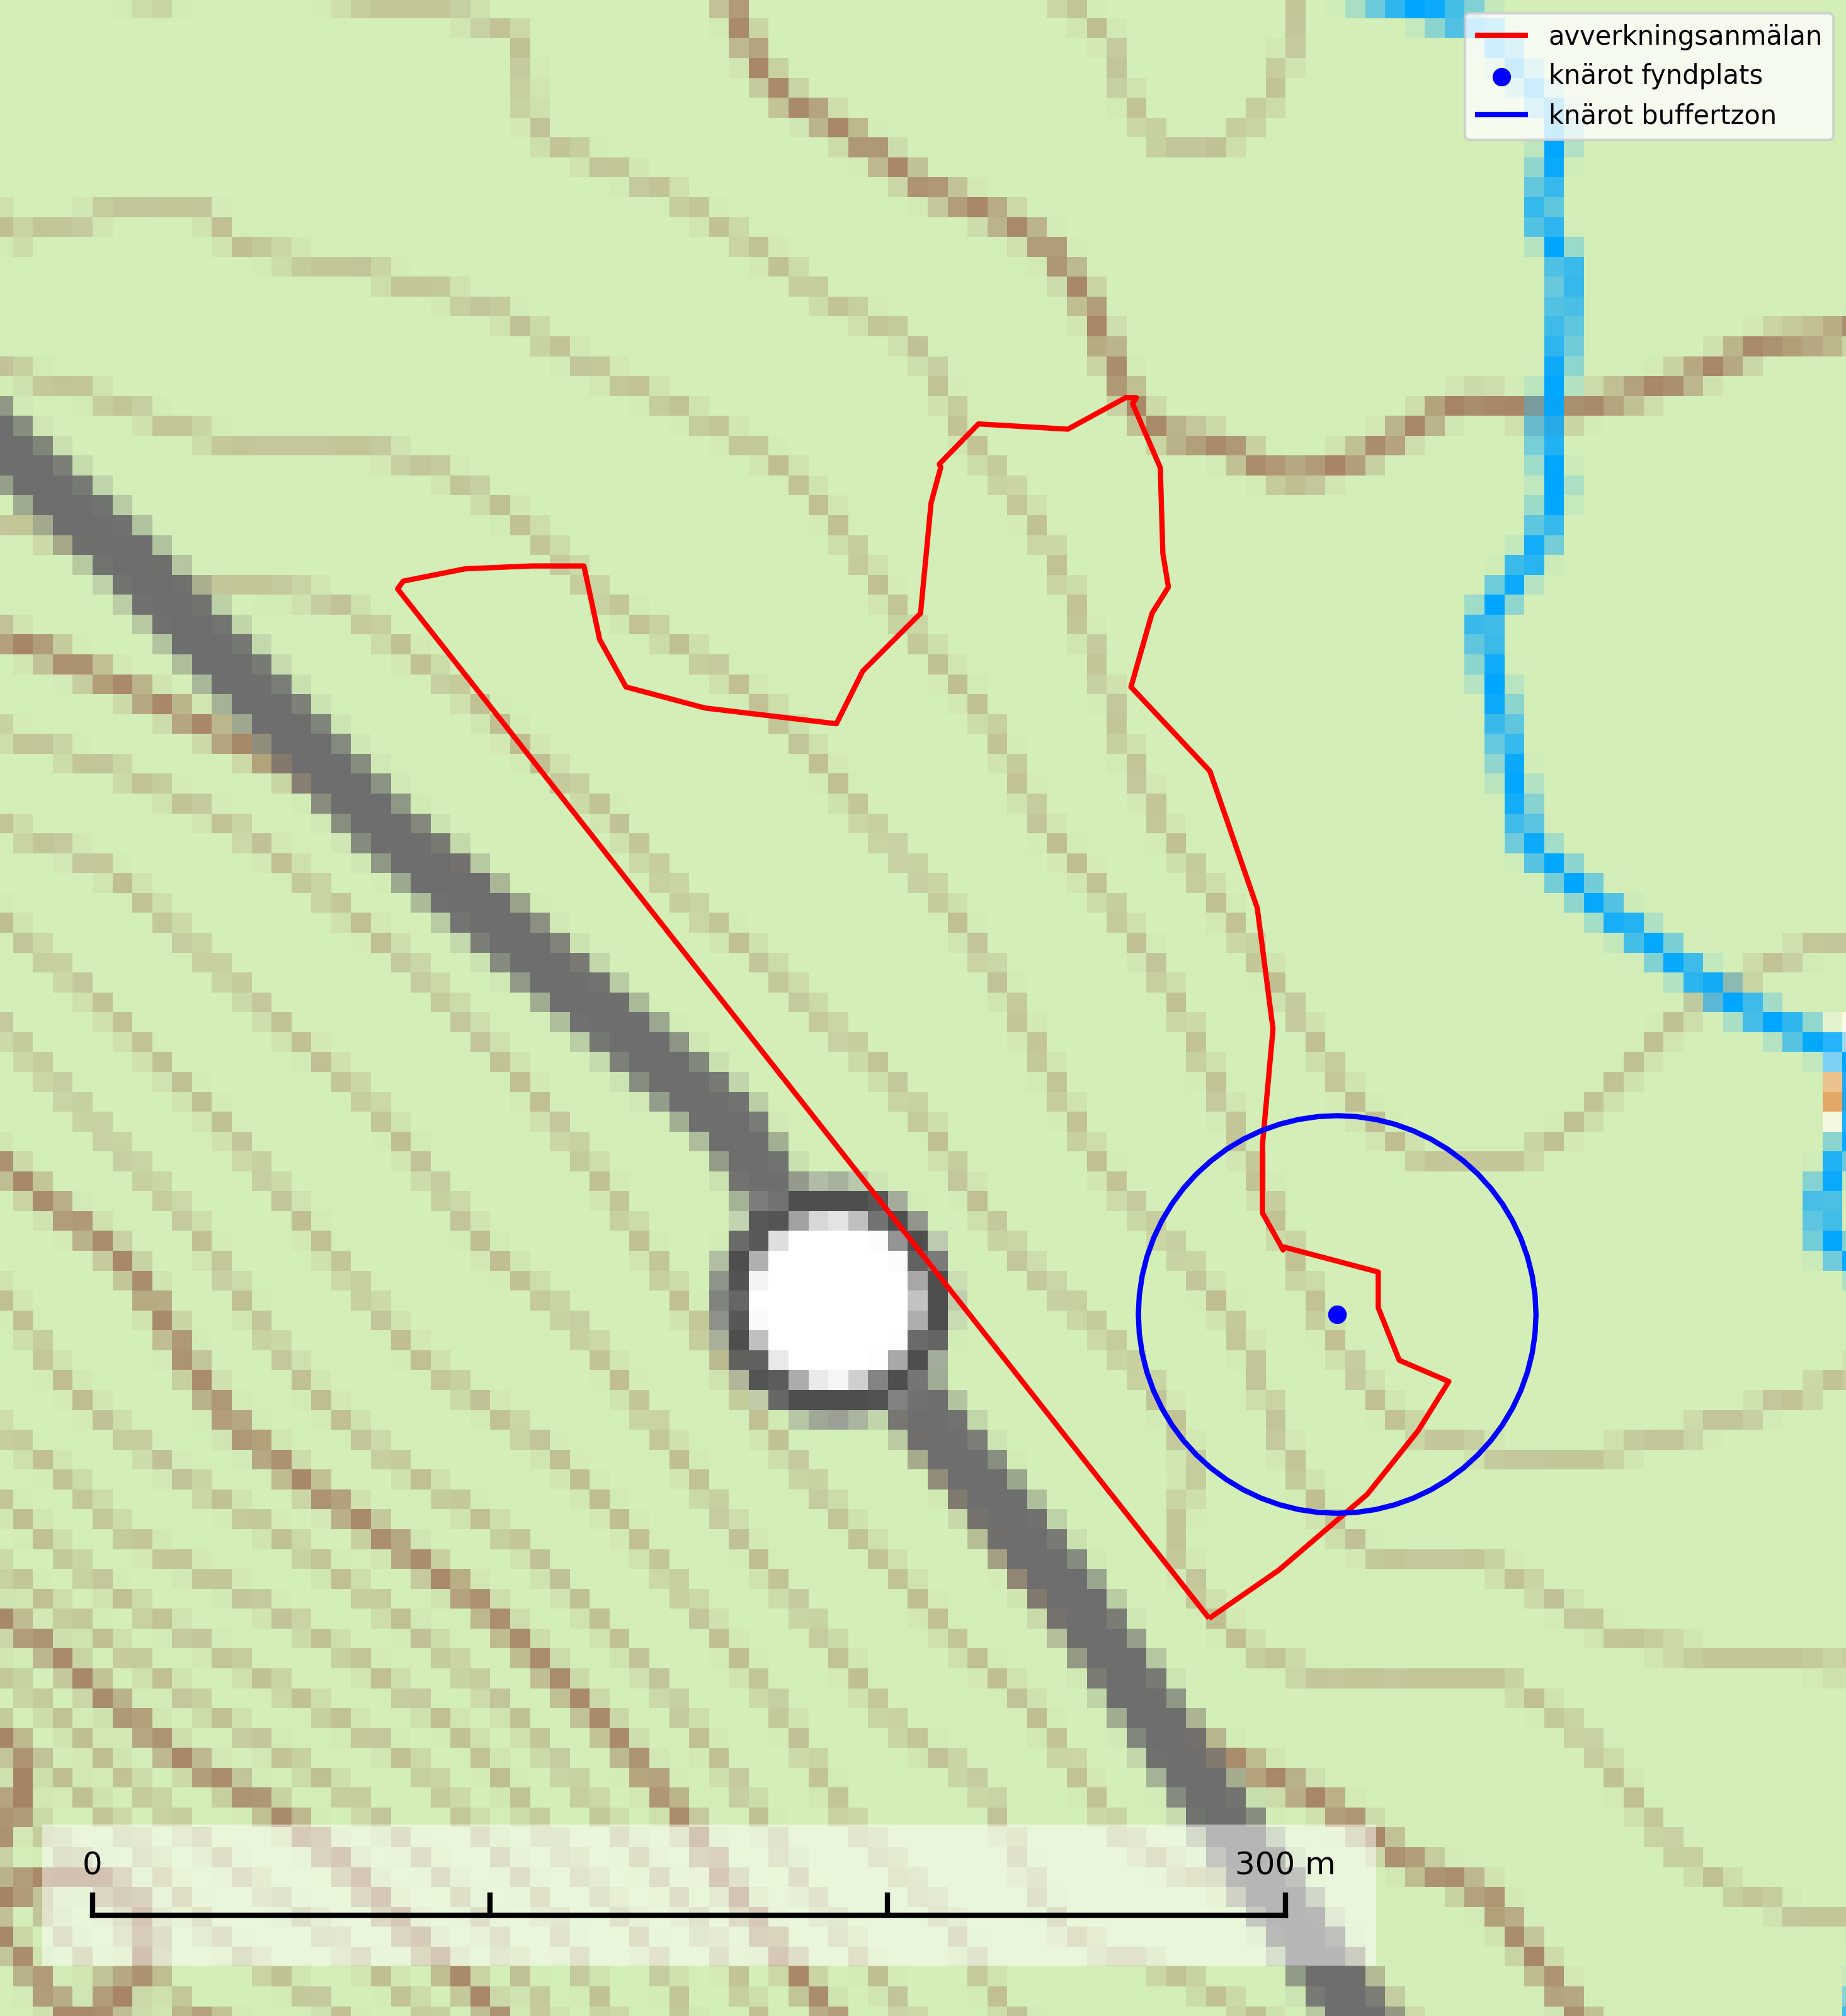 avverkningsanmälan
knärot fyndplats
knärot buffertzon
0
300 m